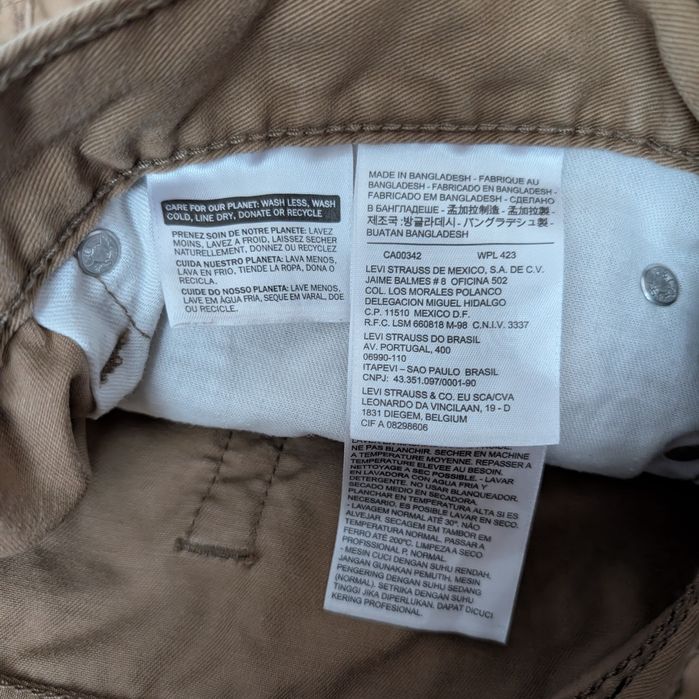 CARE FOR OUR PLANET: WASH LESS, WASH
COLD, LINE DRY, DONATE OR RECYCLE
PRENEZ SOIN DE NOTRE PLANETE: LAVEZ
MOINS, LAVEZ A FROID, LAISSEZ SECHER
NATURELLEMENT, DONNEZ OU RECYCLEZ
CUIDA NUESTRO PLANETA: LAVA MENOS,
LAVA EN FRIO, TIENDE LA ROPA, DONA O
RECICLA.
CUIDE DO NOSSO PLANETA: LAVE MENOS,
LAVE EM ÁGUA FRIA, SEQUE EM VARAL, DOE
OU RECICLE.
MADE IN BANGLADESH - FABRIQUE AU
BANGLADESH - FABRICADO EN BANGLADESH -
FABRICADO EM BANGLADESH - СДЕЛАНО
В БАНГЛАДЕШЕ - 孟加拉制造 - 孟加拉製 -
제조국:방글라데시 - バングラデシュ製 -
BUATAN BANGLADESH
CA00342 WPL 423
LEVI STRAUSS DE MEXICO, S.A. DE C.V.
JAIME BALMES # 8 OFICINA 502
COL. LOS MORALES POLANCO
DELEGACION MIGUEL HIDALGO
C.P. 11510 MEXICO D.F.
R.F.C. LSM 660818 M-98 C.N.I.V. 3337
LEVI STRAUSS DO BRASIL
AV. PORTUGAL, 400
06990-110
ITAPEVI – SAO PAULO BRASIL
CNPJ: 43.351.097/0001-90
LEVI STRAUSS & CO. EU SCA/CVA
LEONARDO DA VINCILAAN, 19 - D
1831 DIEGEM, BELGIUM
CIF A 08298606
NE PAS BLANCHIR. SECHER EN MACHINE
A TEMPERATURE MOYENNE. REPASSER A
TEMPERATURE ELEVEE AU BESOIN.
NETTOYAGE A SEC POSSIBLE. - LAVAR
EN LAVADORA CON AGUA FRIA Y
DETERGENTE. NO USAR BLANQUEADOR.
SECADO MEDIO EN SECADORA.
PLANCHAR EN TEMPERATURA ALTA SI ES
NECESARIO. ES POSIBLE LAVAR EN SECO.
- LAVAGEM NORMAL ATÉ 30°. NÃO
ALVEJAR. SECAGEM EM TAMBOR EM
TEMPERATURA NORMAL. PASSAR A
FERRO ATÉ 200°C. LIMPEZA A SECO
PROFISSIONAL P, NORMAL.
- MESIN CUCI DENGAN SUHU RENDAH,
JANGAN GUNAKAN PEMUTIH, MESIN
PENGERING DENGAN SUHU SEDANG
(NORMAL). SETRIKA DENGAN SUHU
TINGGI JIKA DIPERLUKAN, DAPAT DICUCI
KERING PROFESIONAL.